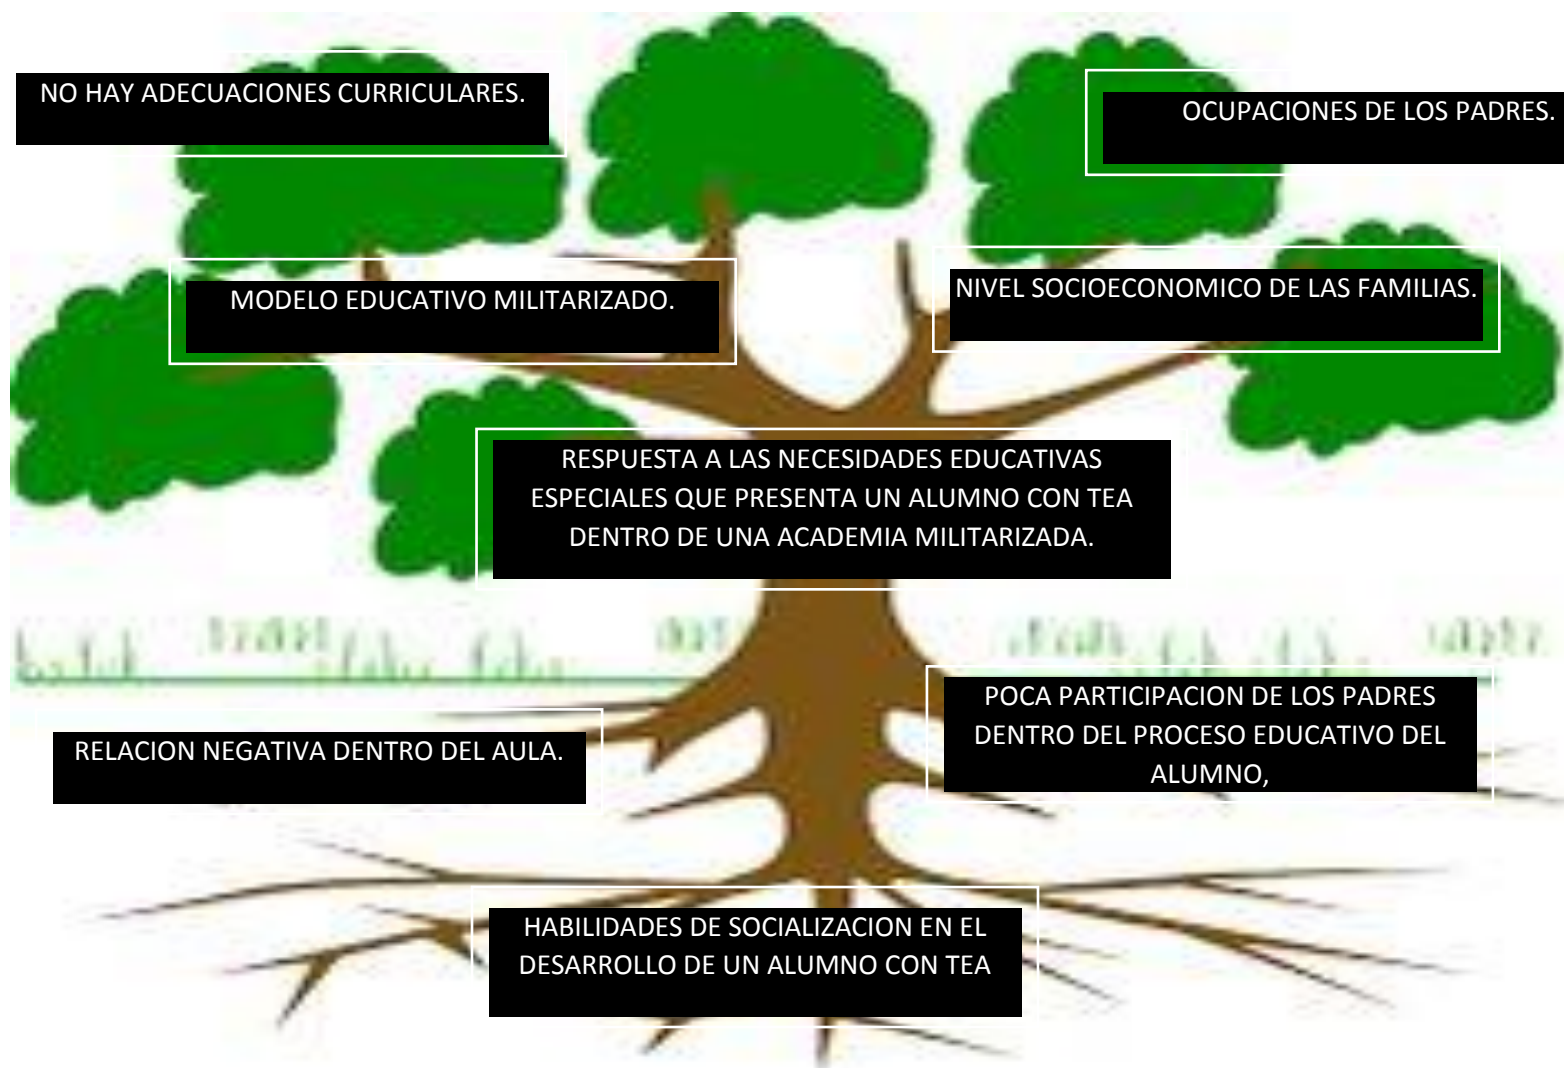 NO HAY ADECUACIONES CURRICULARES.
OCUPACIONES DE LOS PADRES.
MODELO EDUCATIVO MILITARIZADO.
NIVEL SOCIOECONOMICO DE LAS FAMILIAS.
RESPUESTA A LAS NECESIDADES EDUCATIVAS
ESPECIALES QUE PRESENTA UN ALUMNO CON TEA
DENTRO DE UNA ACADEMIA MILITARIZADA.
RELACION NEGATIVA DENTRO DEL AULA.
POCA PARTICIPACION DE LOS PADRES
DENTRO DEL PROCESO EDUCATIVO DEL
ALUMNO,
HABILIDADES DE SOCIALIZACION EN EL
DESARROLLO DE UN ALUMNO CON TEA